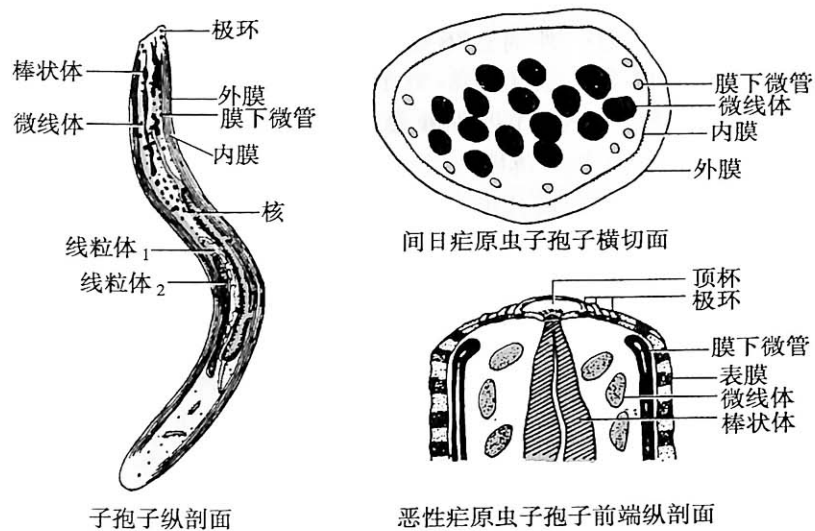 极环
棒状体
外膜
微线体
膜下微管
内膜
核
线粒体1
线粒体2
子孢子纵剖面
膜下微管
微线体
内膜
外膜
间日疟原虫子孢子横切面
顶杯
极环
膜下微管
表膜
微线体
棒状体
恶性疟原虫子孢子前端纵剖面